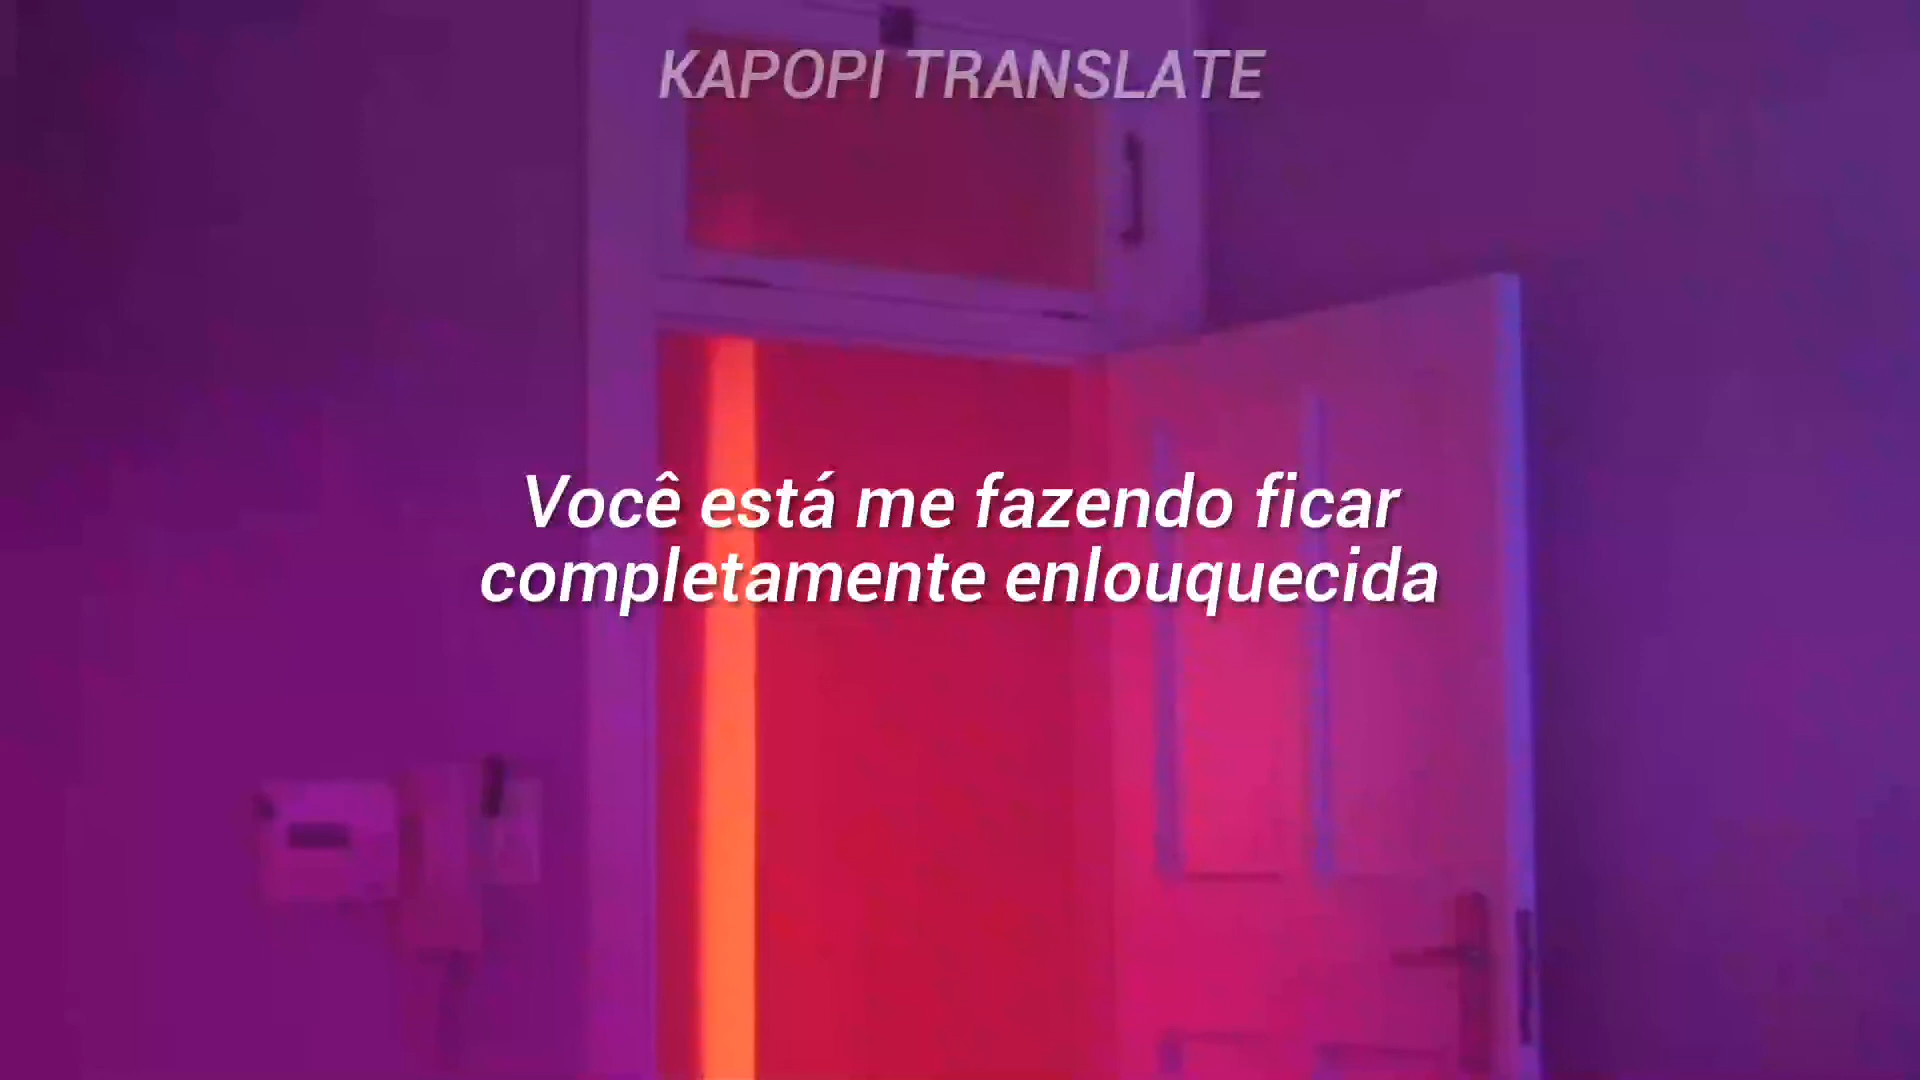 KAPOPI TRANSLATE
Você está me fazendo ficar
completamente enlouquecida